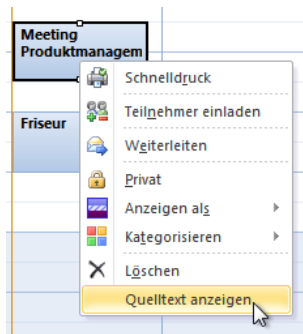 Meeting
Produktmanagem
Friseur
Schnelldruck
Teilnehmer einladen
Weiterleiten
Privat
Anzeigen als
Kategorisieren
Löschen
Quelltext anzeigen